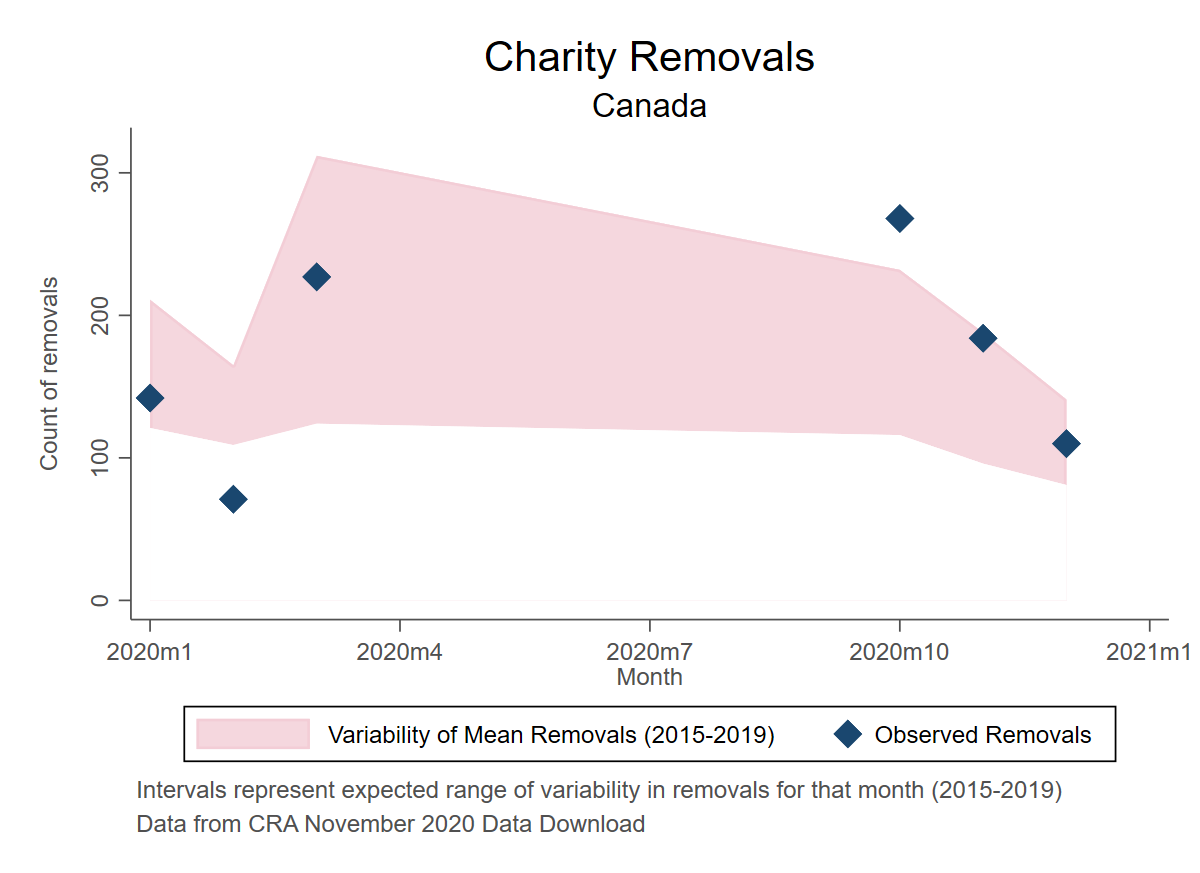 Charity Removals
Canada
Count of removals
300
200
100
0
2020m1 2020m4 2020m7 2020m10 2021m1
Month
Variability of Mean Removals (2015-2019) Observed Removals
Intervals represent expected range of variability in removals for that month (2015-2019)
Data from CRA November 2020 Data Download